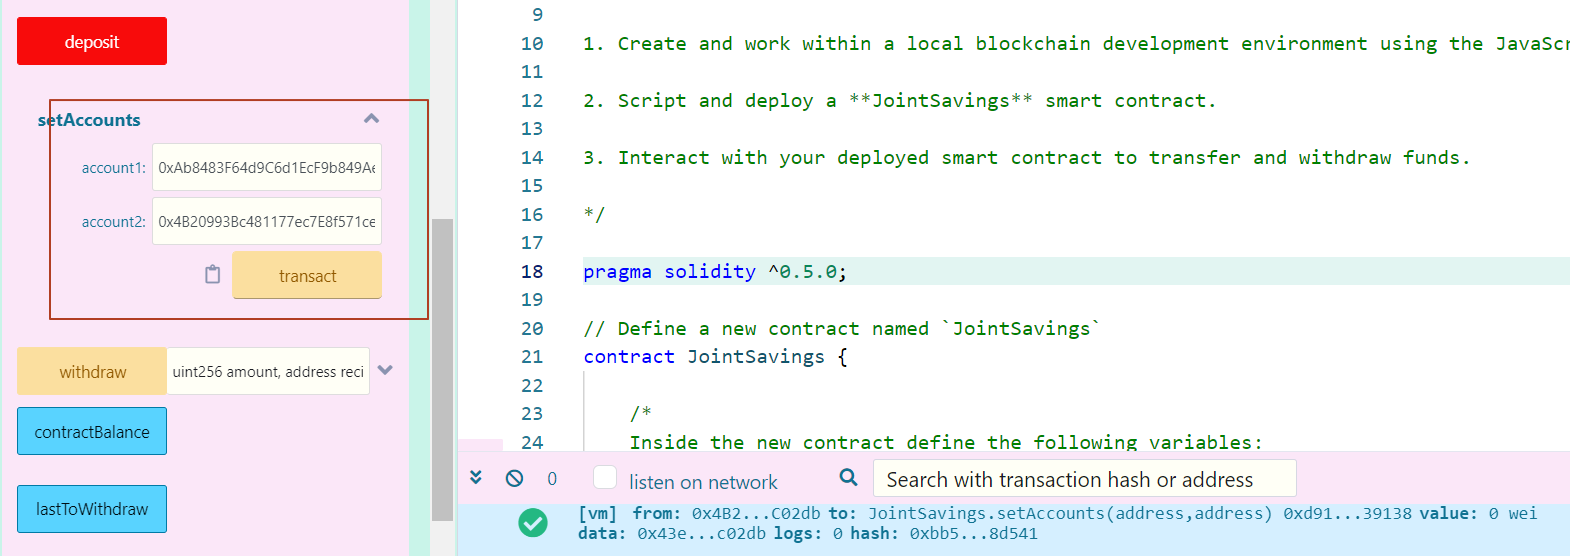 deposit
setAccounts
account1: 0xAb8483F64d9C6d1EcF9b849Ae
account2: 0x4B20993Bc481177ec7E8f571ce
transact
withdraw uint256 amount, address reci
contractBalance
lastToWithdraw
9
10 1. Create and work within a local blockchain development environment using the JavaScr
11
12 2. Script and deploy a **JointSavings** smart contract.
13
14 3. Interact with your deployed smart contract to transfer and withdraw funds.
15
16 */
17
18 pragma solidity ^0.5.0;
19
20 // Define a new contract named `JointSavings`
21 contract JointSavings {
22
23 /*
24 Inside the new contract define the following variables:
0 listen on network Search with transaction hash or address
[vm] from: 0x4B2...C02db to: JointSavings.setAccounts(address,address) 0xd91...39138 value: 0 wei
data: 0x43e...c02db logs: 0 hash: 0xbb5...8d541